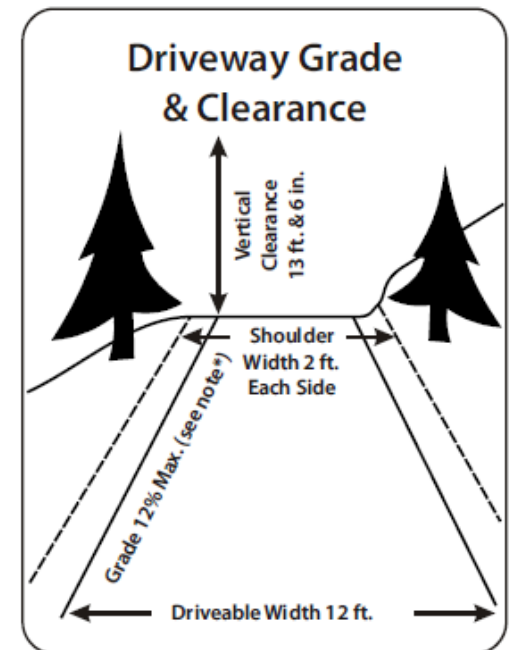 Driveway Grade
& Clearance
Vertical
Clearance
13 ft. & 6 in.
Shoulder
Width 2 ft.
Each Side
Grade 12% Max. (see note*)
Driveable Width 12 ft.